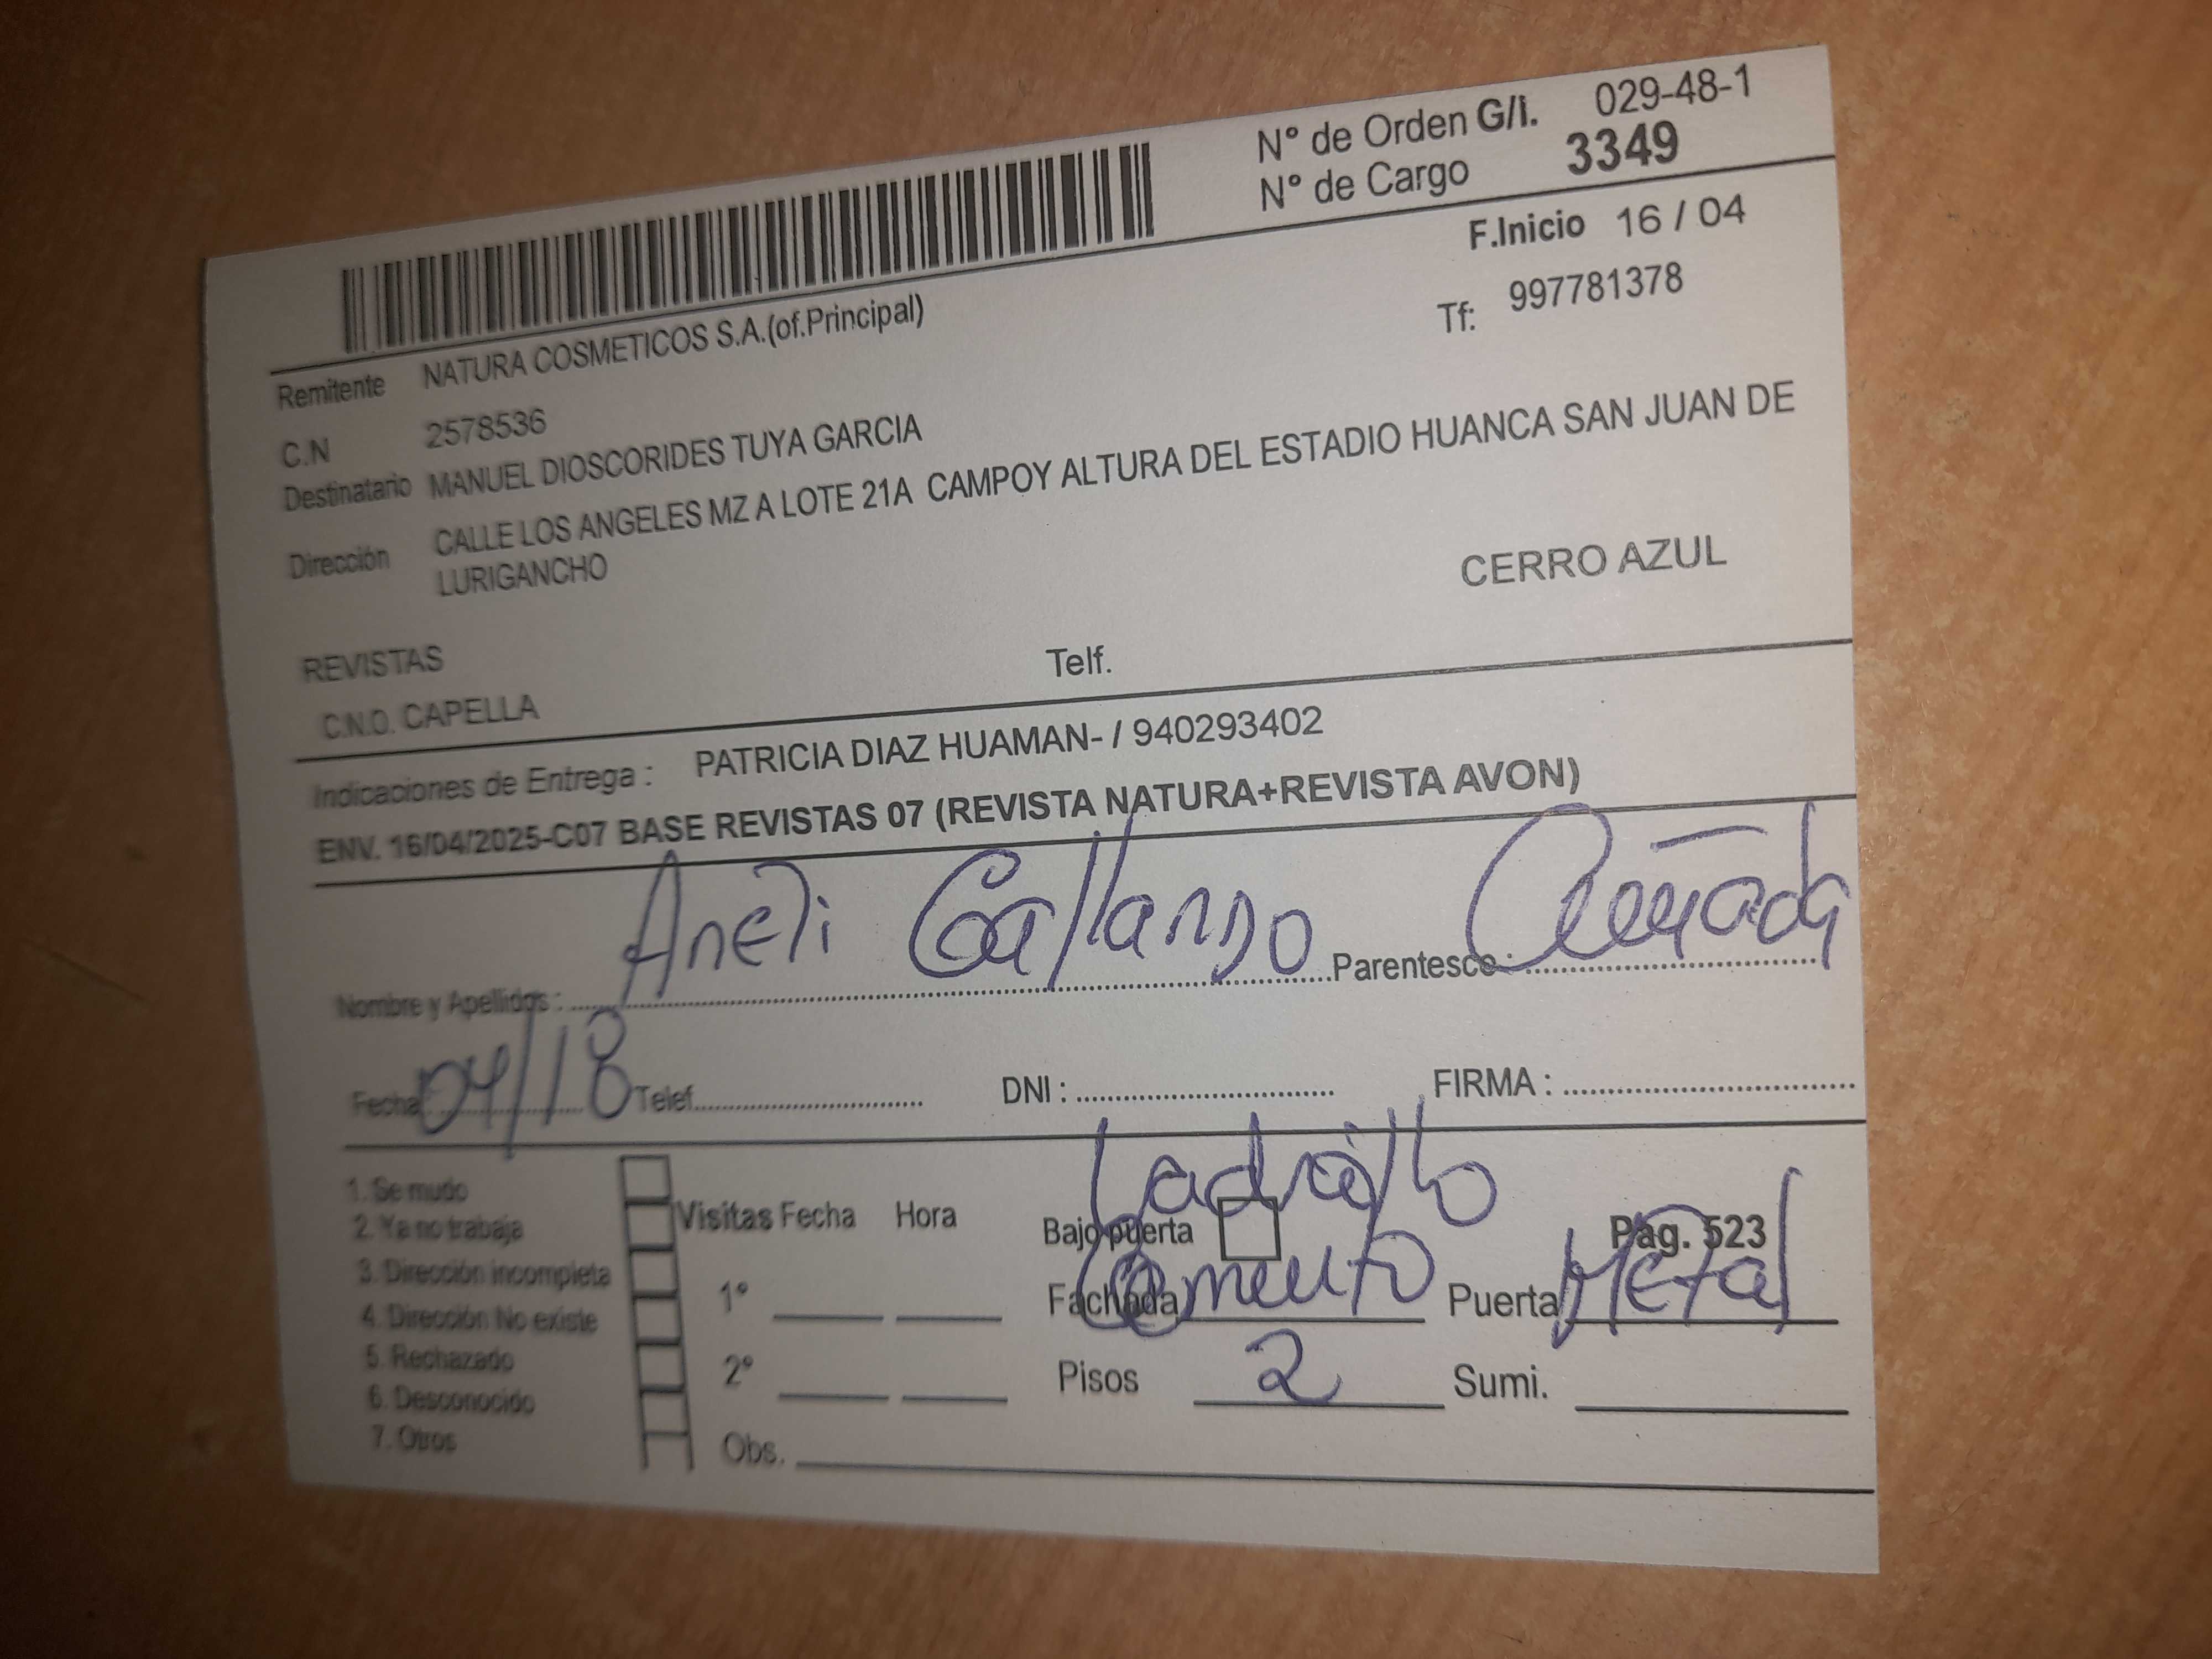 N° de Orden G/I. 029-48-1
N° de Cargo 3349
F.Inicio 16 / 04
Remitente NATURA COSMETICOS S.A.(of.Principal)
Tf: 997781378
C.N 2578536
Destinatario MANUEL DIOSCORIDES TUYA GARCIA
Dirección CALLE LOS ANGELES MZ A LOTE 21A CAMPOY ALTURA DEL ESTADIO HUANCA SAN JUAN DE
LURIGANCHO
CERRO AZUL
REVISTAS
Telf.
C.N.O. CAPELLA
Indicaciones de Entrega : PATRICIA DIAZ HUAMAN- / 940293402
ENV. 16/04/2025-C07 BASE REVISTAS 07 (REVISTA NATURA+REVISTA AVON)
Nombre y Apellidos : Aneli Gallanso Parentesco :
Fecha 04/18 Telef. DNI : FIRMA :
Ladrillo
1. Se mudo
2. Ya no trabaja
3. Dirección incompleta
4. Dirección No existe
5. Rechazado
6. Desconocido
7. Otros
Visitas Fecha Hora
1°
2°
Obs.
Bajo puerta Pag. 523
Fachada Cemento Puerta Metal
Pisos 2 Sumi.